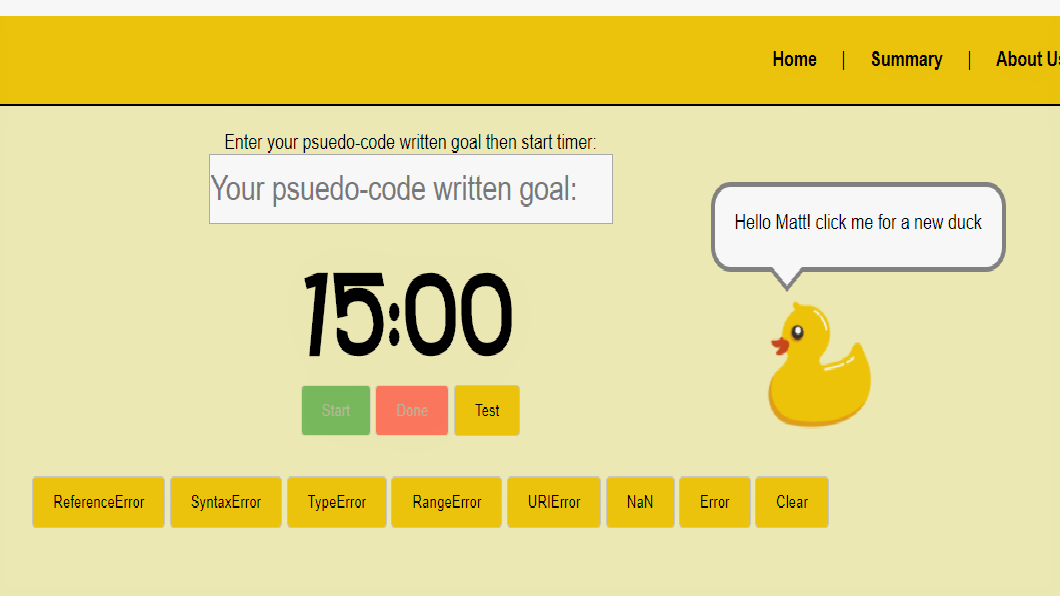 Home | Summary | About Us
Enter your psuedo-code written goal then start timer:
Your psuedo-code written goal:
Hello Matt! click me for a new duck
15:00
Start Done Test
ReferenceError SyntaxError TypeError RangeError URIError NaN Error Clear